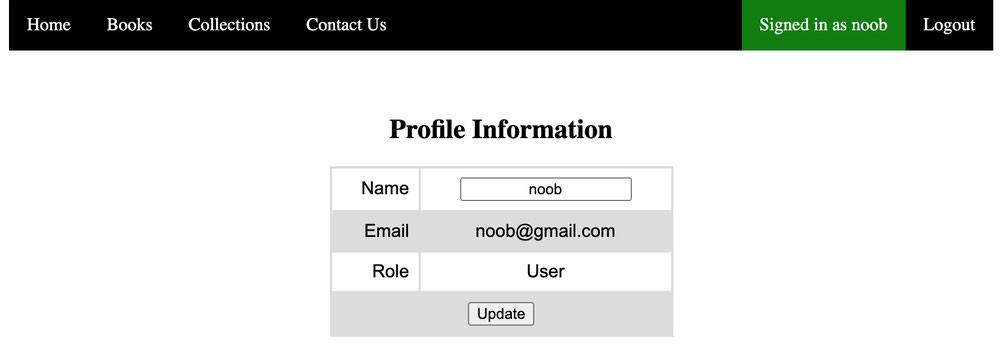 Home Books Collections Contact Us Signed in as noob Logout
Profile Information
Name noob
Email noob@gmail.com
Role User
Update